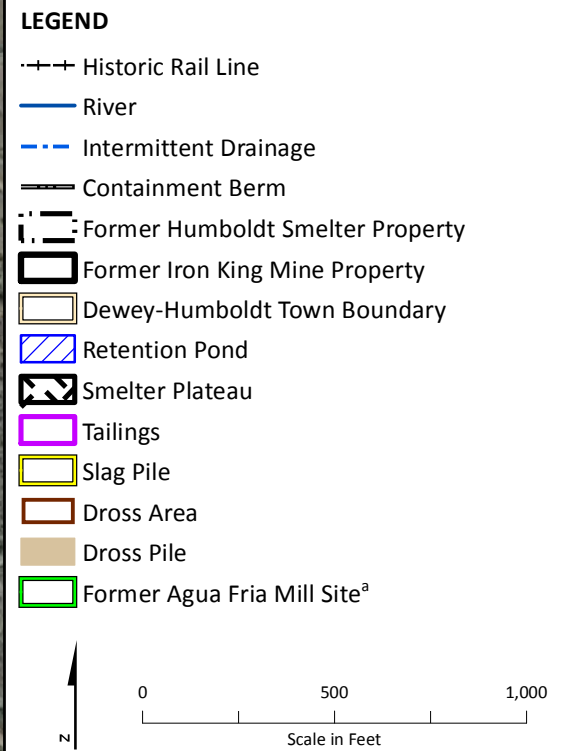 LEGEND
Historic Rail Line
River
Intermittent Drainage
Containment Berm
Former Humboldt Smelter Property
Former Iron King Mine Property
Dewey-Humboldt Town Boundary
Retention Pond
Smelter Plateau
Tailings
Slag Pile
Dross Area
Dross Pile
Former Agua Fria Mill Siteᵃ
0 500 1,000
N Scale in Feet